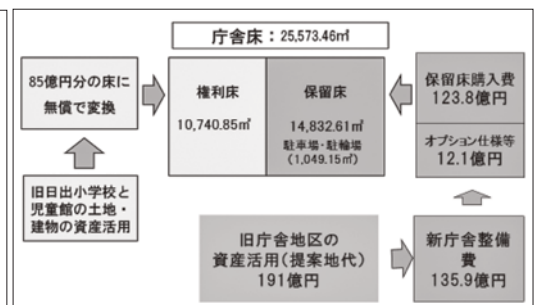 庁舎床：25,573.46㎡
85億円分の床に
無償で変換
権利床
10,740.85㎡
保留床
14,832.61㎡
駐車場・駐輪場
(1,049.15㎡)
保留床購入費
123.8億円
オプション仕様等
12.1億円
旧日出小学校と
児童館の土地・
建物の資産活用
旧庁舎地区の
資産活用(提案地代)
191億円
新庁舎整備
費
135.9億円